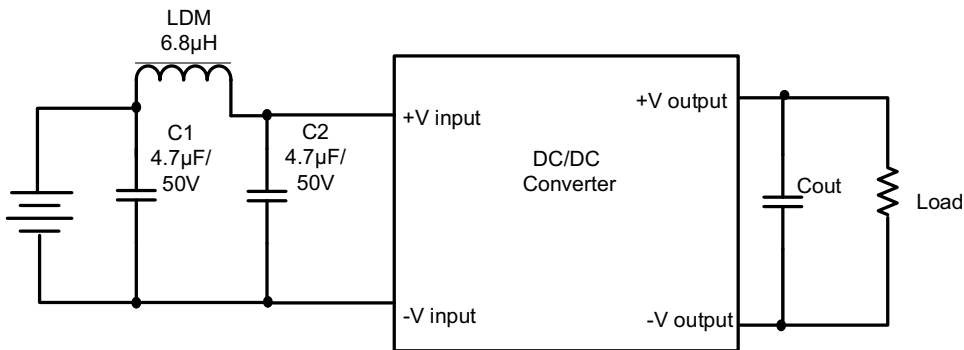 LDM
6.8μH
C1
4.7μF/
50V
C2
4.7μF/
50V
+V input
-V input
DC/DC
Converter
+V output
-V output
Cout
Load